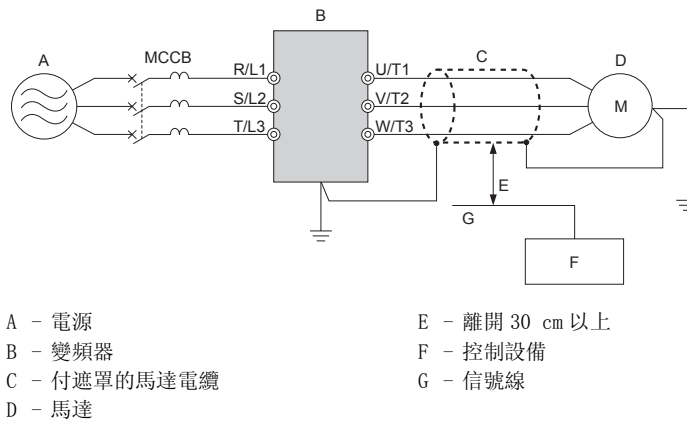 B
A
MCCB
C
D
R/L1
U/T1
S/L2
V/T2
M
T/L3
W/T3
E
G
F
A － 電源
B － 變頻器
C － 付遮罩的馬達電纜
D － 馬達
E － 離開 30 cm 以上
F － 控制設備
G － 信號線